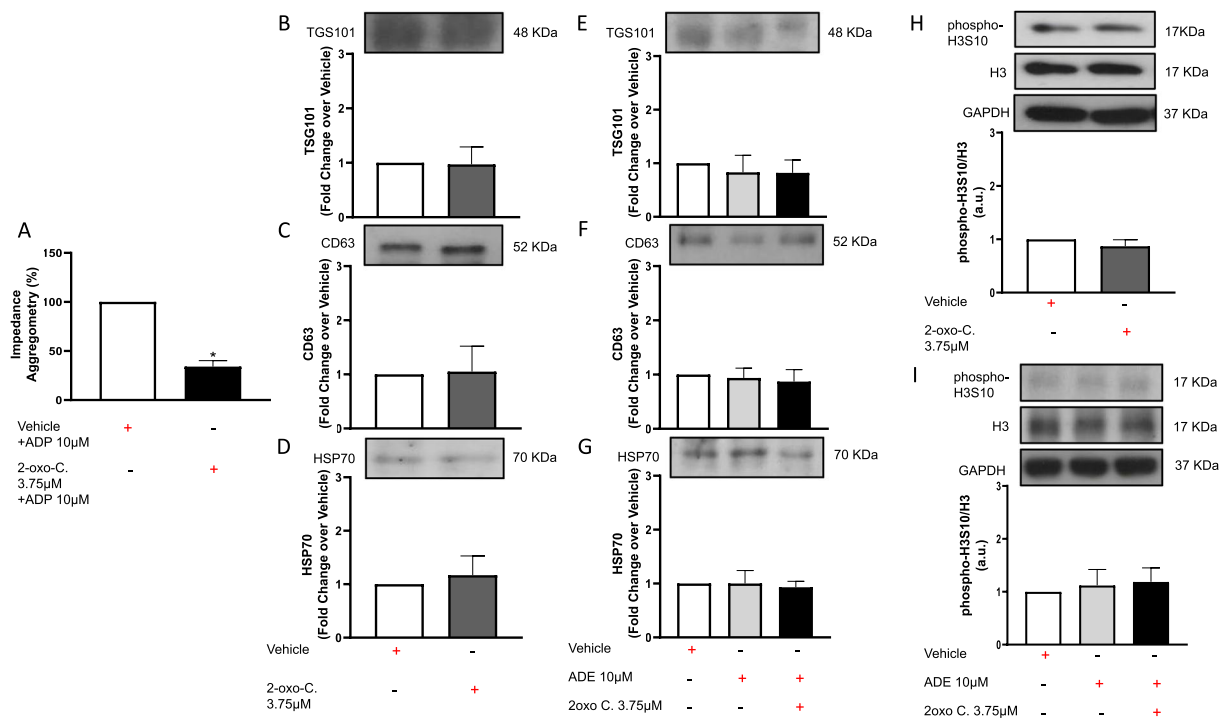 A
150
100
50
0
Impedance
Aggregometry (%)
*
Vehicle
+ADP 10µM
+
-
2-oxo-C.
3.75µM
+ADP 10µM
-
+
B
TGS101
48 KDa
3
2
1
0
TSG101
(Fold Change over Vehicle)
C
CD63
52 KDa
3
2
1
0
CD63
(Fold Change over Vehicle)
D
HSP70
70 KDa
3
2
1
0
HSP70
(Fold Change over Vehicle)
Vehicle
+
-
2-oxo-C.
3.75µM
-
+
E
TGS101
48 KDa
3
2
1
0
TSG101
(Fold Change over Vehicle)
F
CD63
52 KDa
3
2
1
0
CD63
(Fold Change over Vehicle)
G
HSP70
70 KDa
3
2
1
0
HSP70
(Fold Change over Vehicle)
Vehicle
+
-
-
ADE 10µM
-
+
+
2oxo C. 3.75µM
-
-
+
H
phospho-
H3S10
17KDa
H3
17 KDa
GAPDH
37 KDa
3
2
1
0
phospho-H3S10/H3
(a.u.)
Vehicle
+
-
2-oxo-C.
3.75µM
-
+
I
phospho-
H3S10
17 KDa
H3
17 KDa
GAPDH
37 KDa
3
2
1
0
phospho-H3S10/H3
(a.u.)
Vehicle
+
-
-
ADE 10µM
-
+
+
2oxo C. 3.75µM
-
-
+